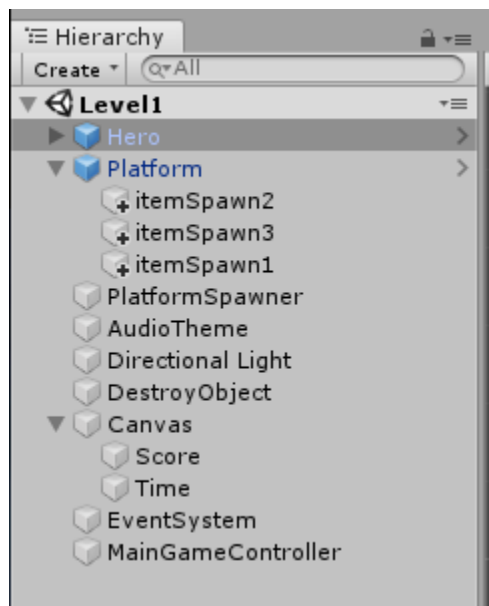 Hierarchy
Create All
Level1
Hero
Platform
itemSpawn2
itemSpawn3
itemSpawn1
PlatformSpawner
AudioTheme
Directional Light
DestroyObject
Canvas
Score
Time
EventSystem
MainGameController